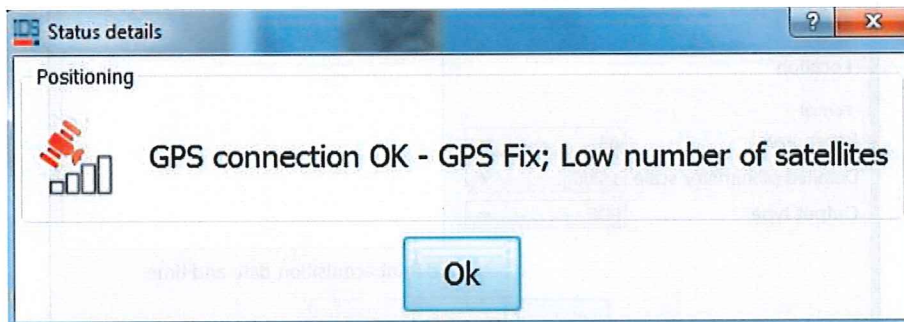 IDS Status details
?
X
Positioning
GPS connection OK - GPS Fix; Low number of satellites
Ok